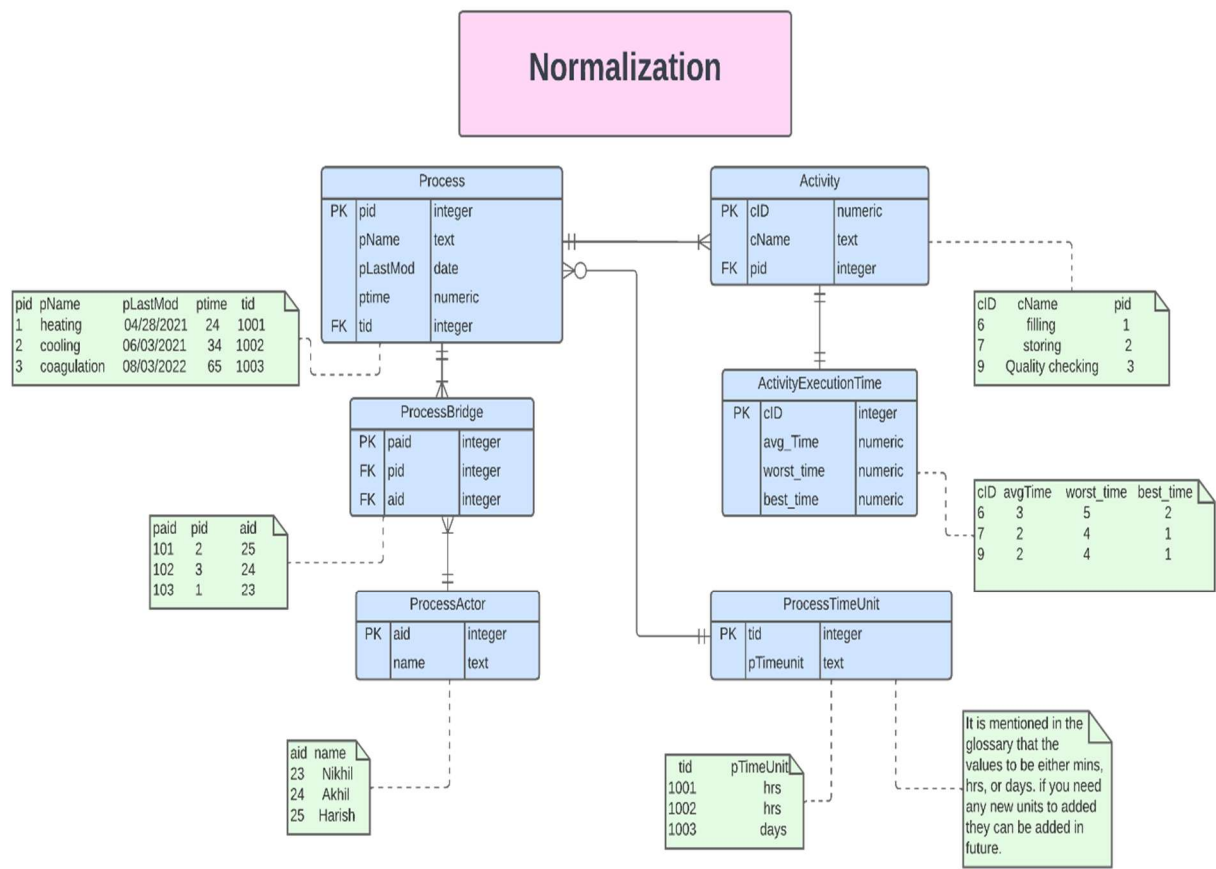 Normalization
Process
PK pid integer
pName text
pLastMod date
ptime numeric
FK tid integer
Activity
PK cID numeric
cName text
FK pid integer
pid pName pLastMod ptime tid
1 heating 04/28/2021 24 1001
2 cooling 06/03/2021 34 1002
3 coagulation 08/03/2022 65 1003
cID cName pid
6 filling 1
7 storing 2
9 Quality checking 3
ProcessBridge
PK paid integer
FK pid integer
FK aid integer
ActivityExecutionTime
PK cID integer
avg_Time numeric
worst_time numeric
best_time numeric
cID avgTime worst_time best_time
6 3 5 2
7 2 4 1
9 2 4 1
paid pid aid
101 2 25
102 3 24
103 1 23
ProcessActor
PK aid integer
name text
ProcessTimeUnit
PK tid integer
pTimeunit text
aid name
23 Nikhil
24 Akhil
25 Harish
tid pTimeUnit
1001 hrs
1002 hrs
1003 days
It is mentioned in the
glossary that the
values to be either mins,
hrs, or days. if you need
any new units to added
they can be added in
future.